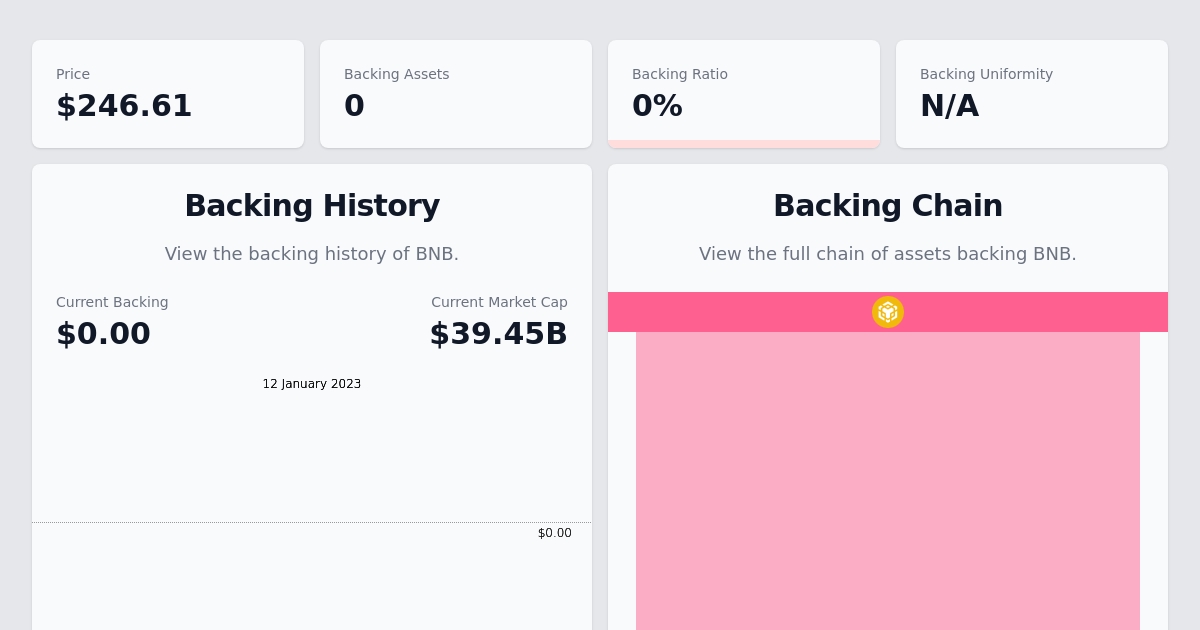 Price
$246.61
Backing Assets
0
Backing Ratio
0%
Backing Uniformity
N/A
Backing History
View the backing history of BNB.
Current Backing
$0.00
Current Market Cap
$39.45B
12 January 2023
$0.00
Backing Chain
View the full chain of assets backing BNB.